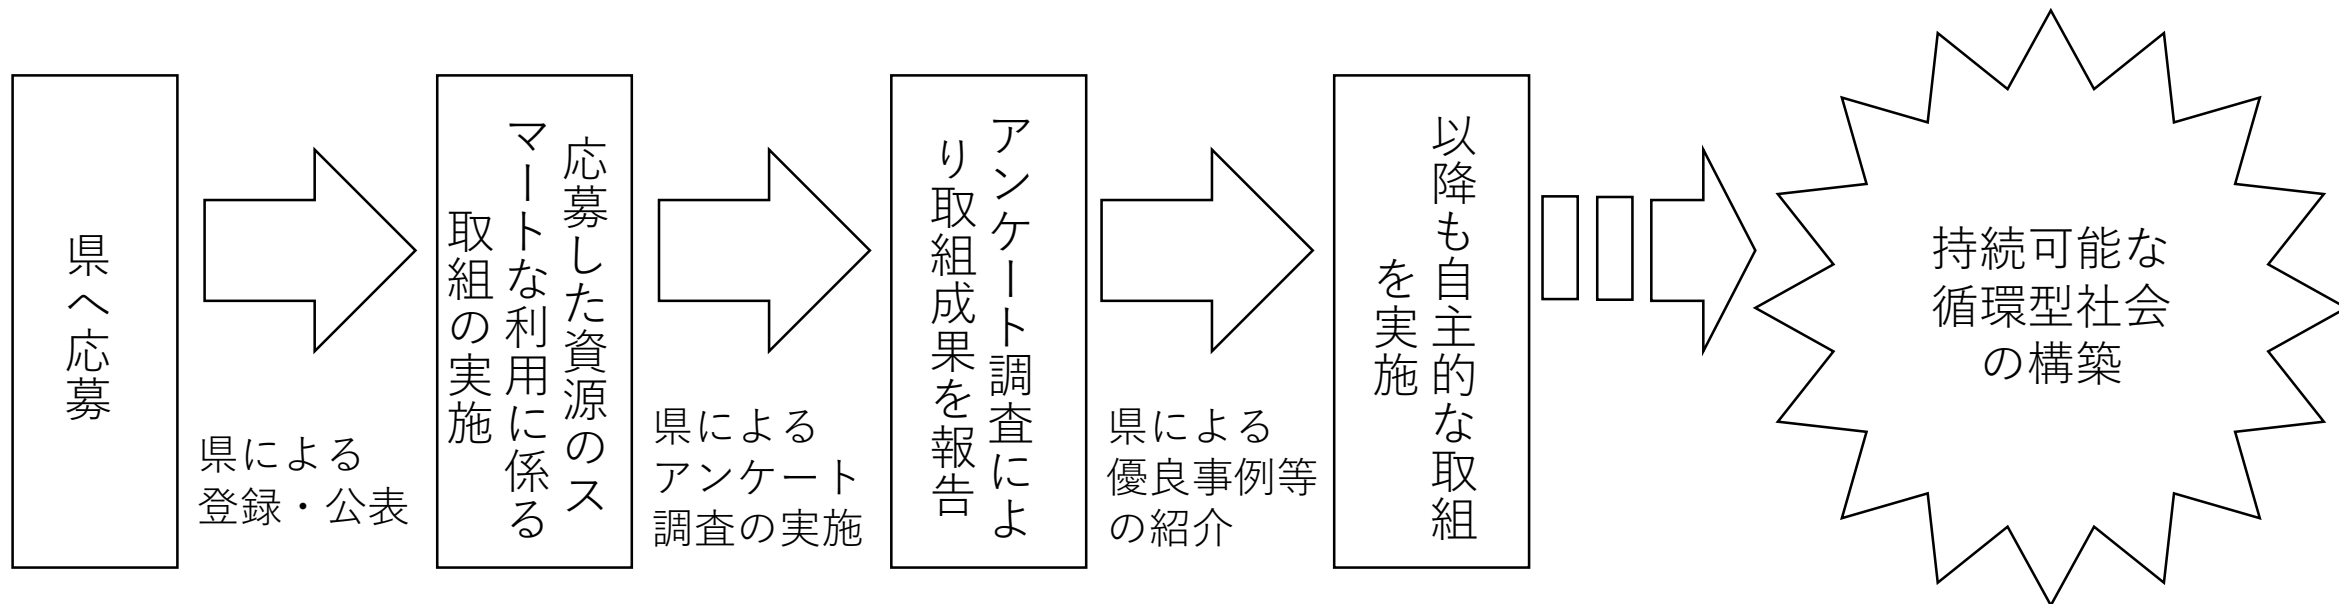 県へ応募
県による
登録・公表
応募した資源のス
マートな利用に係る
取組の実施
県による
アンケート
調査の実施
アンケート調査によ
り取組成果を報告
県による
優良事例等
の紹介
以降も自主的な取組
を実施
持続可能な
循環型社会
の構築